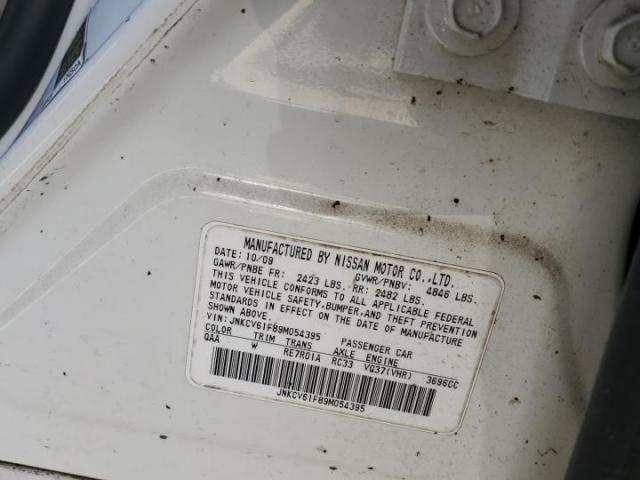 MANUFACTURED BY NISSAN MOTOR CO.,LTD.
DATE: 10/09 GVWR/PNBV: 4846 LBS.
GAWR/PNBE FR: 2423 LBS. RR: 2482 LBS.
THIS VEHICLE CONFORMS TO ALL APPLICABLE FEDERAL
MOTOR VEHICLE SAFETY,BUMPER,AND THEFT PREVENTION
STANDARDS IN EFFECT ON THE DATE OF MANUFACTURE
SHOWN ABOVE.
VIN: JNKCV61F89M054395 PASSENGER CAR
COLOR TRIM TRANS AXLE ENGINE
QAA W RE7R01A RC33 VQ37(VHR) 3696CC
JNKCV61F89M054395